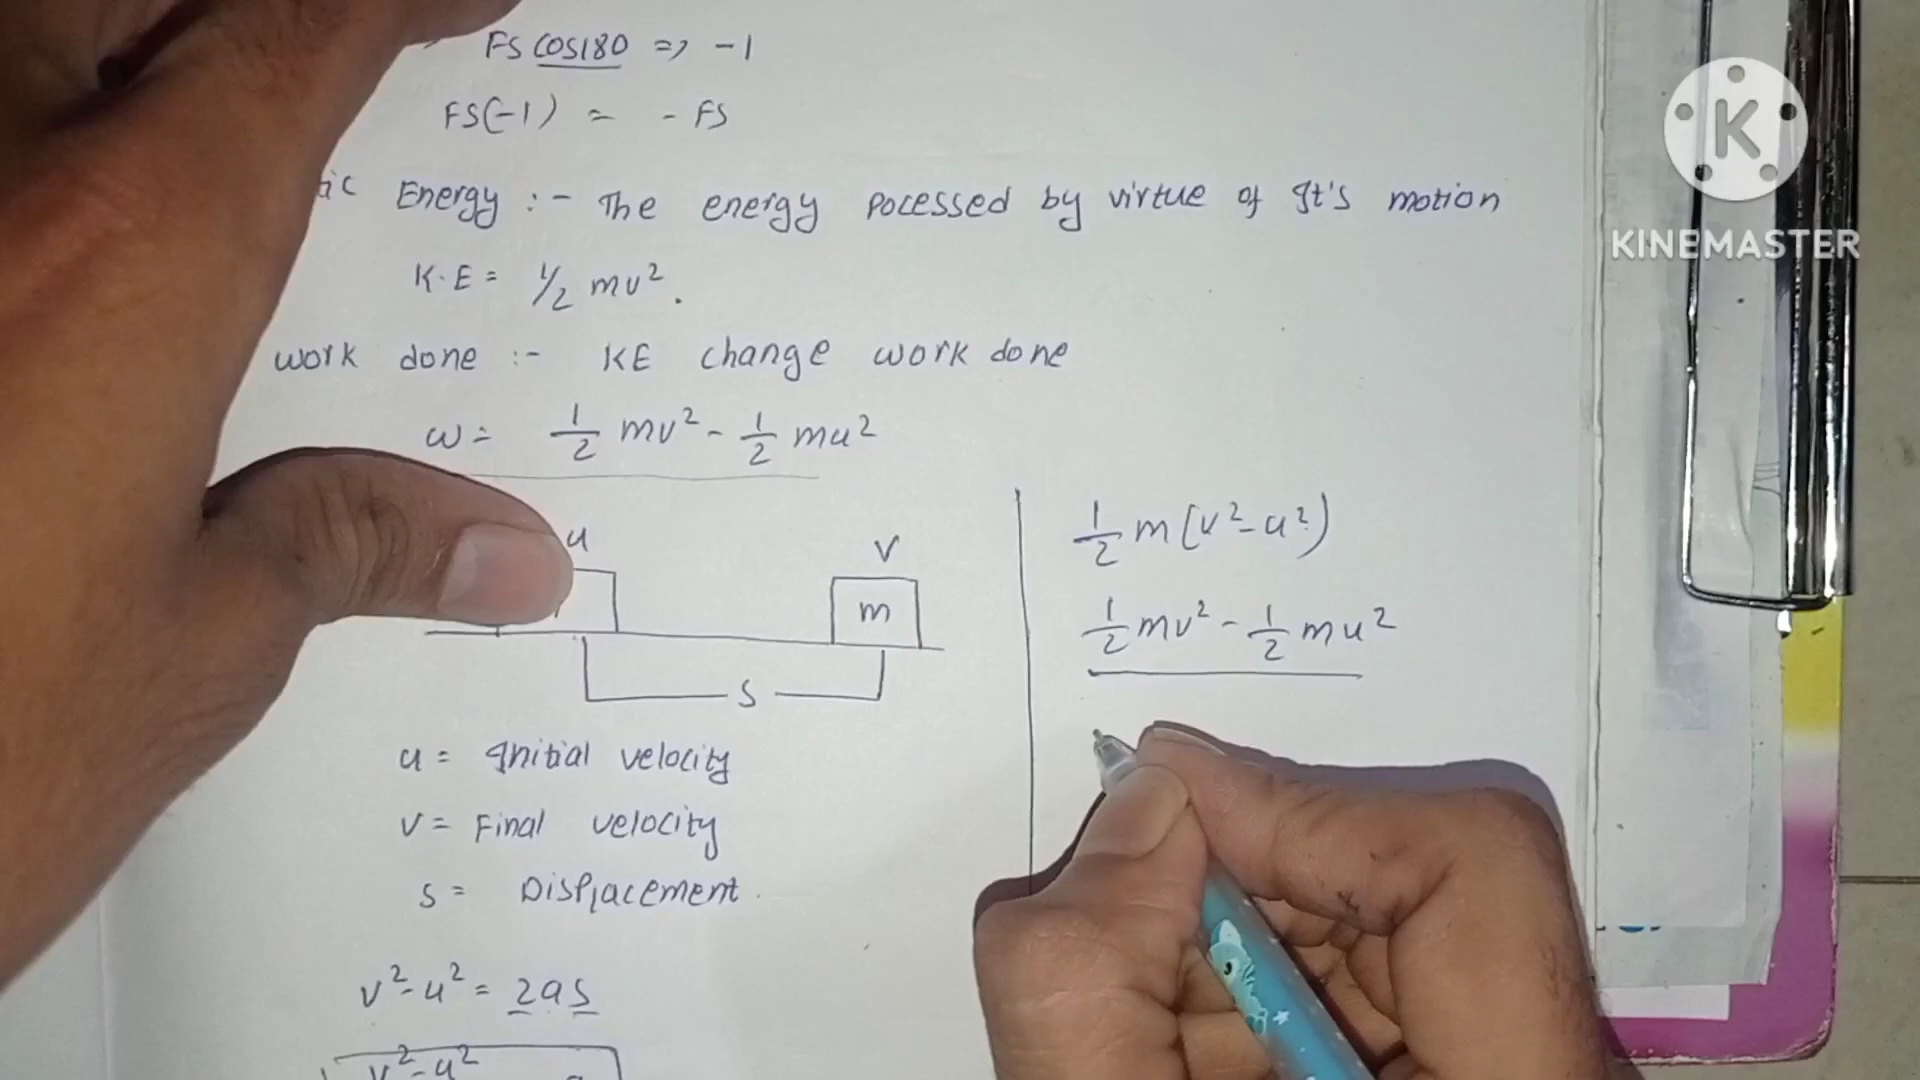 FS cos180 => -1
FS(-1) = - FS
Energy :- The energy pocessed by virtue of It's motion
K.E = 1/2 mv².
work done :- KE change work done
w = 1/2 mv² - 1/2 mu²
u
v
m
s
u = Initial velocity
v = Final velocity
s = Displacement.
v² - u² = 2as
v² - u²
1/2 m (v² - u²)
1/2 mv² - 1/2 mu²
K
KINEMASTER